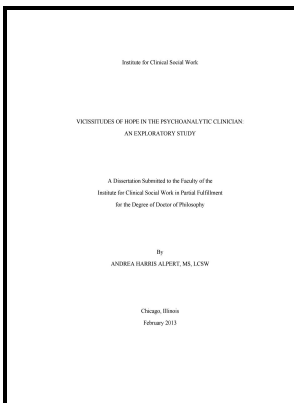 Institute for Clinical Social Work
VICISSITUDES OF HOPE IN THE PSYCHOANALYTIC CLINICIAN:
AN EXPLORATORY STUDY
A Dissertation Submitted to the Faculty of the
Institute for Clinical Social Work in Partial Fulfillment
for the Degree of Doctor of Philosophy
By
ANDREA HARRIS ALPERT, MS, LCSW
Chicago, Illinois
February 2013